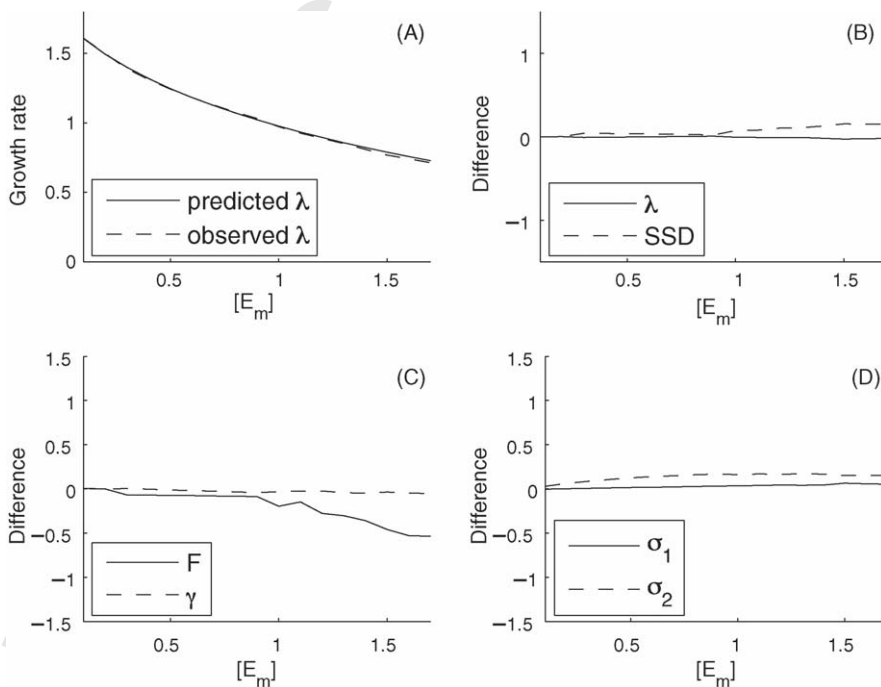 (A)
Growth rate
1.5
1
0.5
0
predicted λ
observed λ
0.5 1 1.5
[E_m]
(B)
Difference
1
0
−1
λ
SSD
0.5 1 1.5
[E_m]
(C)
Difference
1.5
1
0.5
0
−0.5
−1
−1.5
F
γ
0.5 1 1.5
[E_m]
(D)
Difference
1.5
1
0.5
0
−0.5
−1
−1.5
σ_1
σ_2
0.5 1 1.5
[E_m]